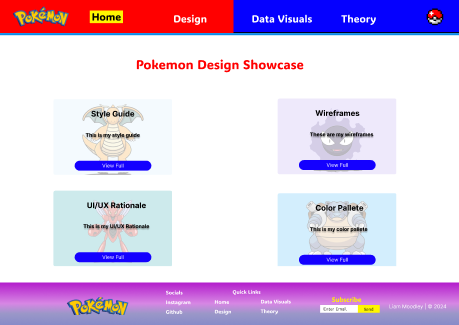 POKéMON Home Design Data Visuals Theory
Pokemon Design Showcase
Style Guide
This is my style guide
View Full
Wireframes
These are my wireframes
View Full
UI/UX Rationale
This is my UI/UX Rationale
View Full
Color Pallete
This is my color pallete
View Full
POKéMON
Socials
Instagram
Github
Quick Links
Home
Design
Data Visuals
Theory
Subscribe
Enter Email
Send
Liam Moodley | © 2024